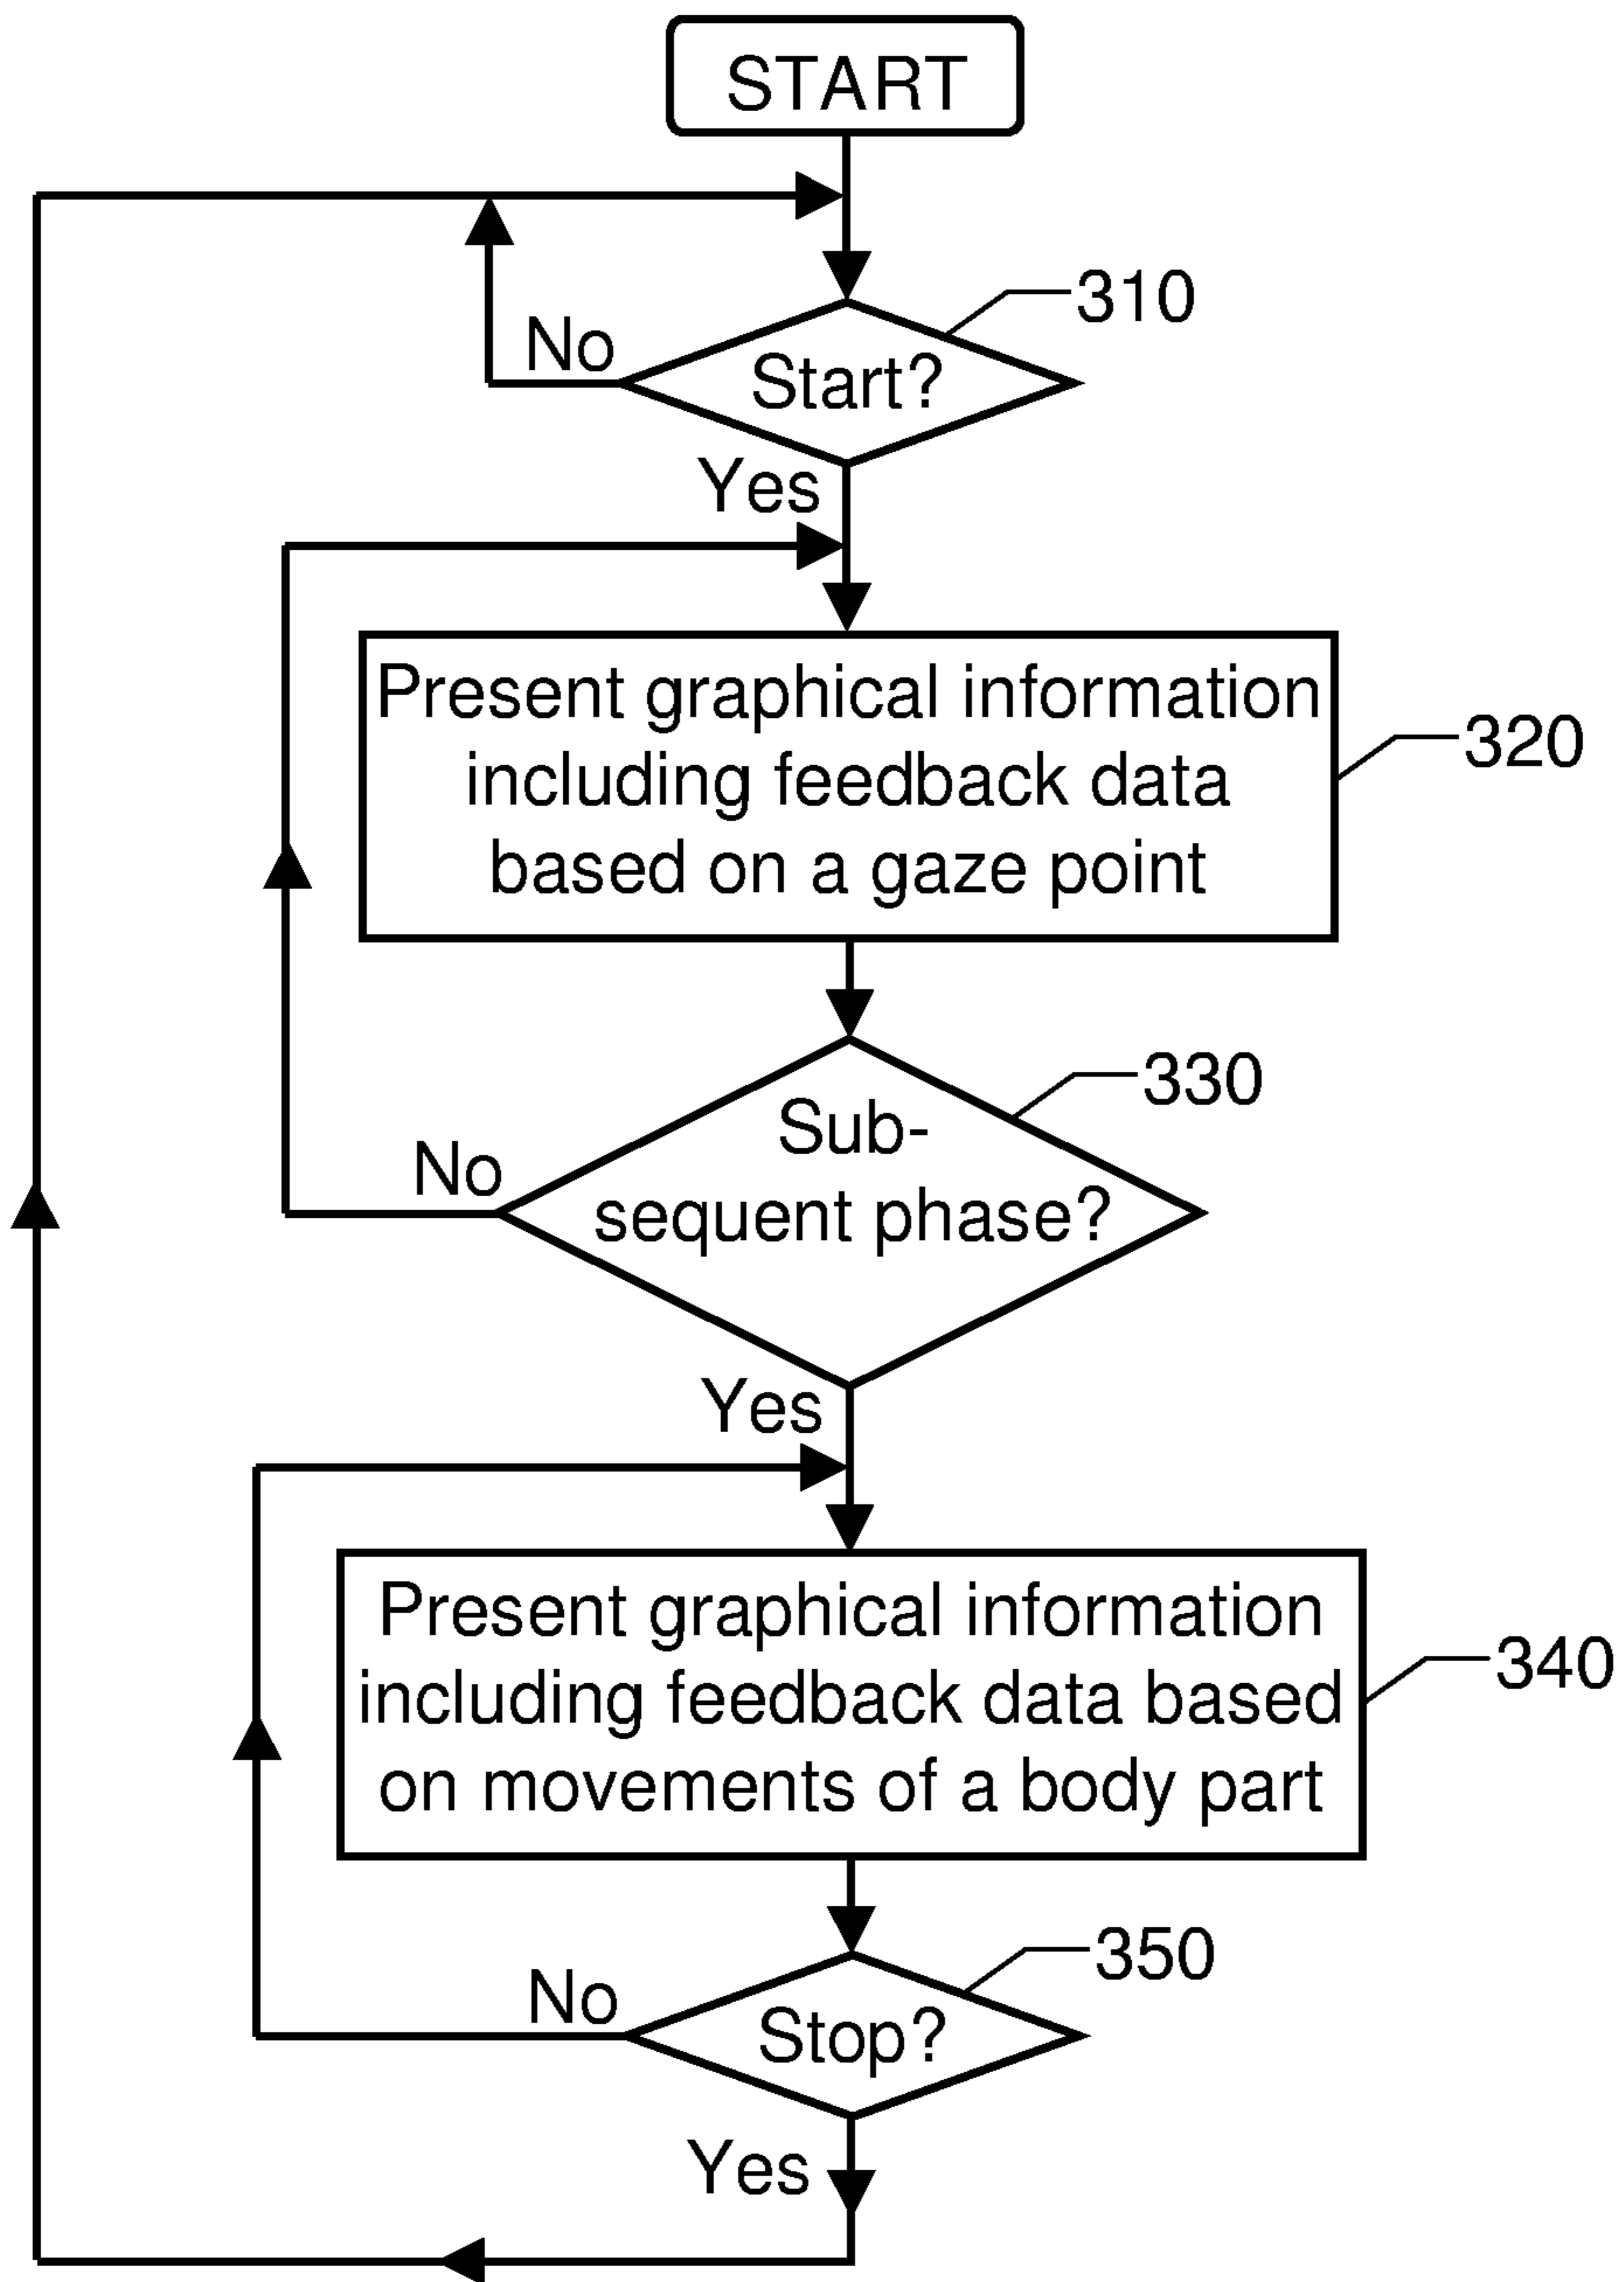 START
310
No
Start?
Yes
Present graphical information
including feedback data
based on a gaze point
320
330
Sub-
No
sequent phase?
Yes
Present graphical information
including feedback data based
on movements of a body part
340
350
No
Stop?
Yes